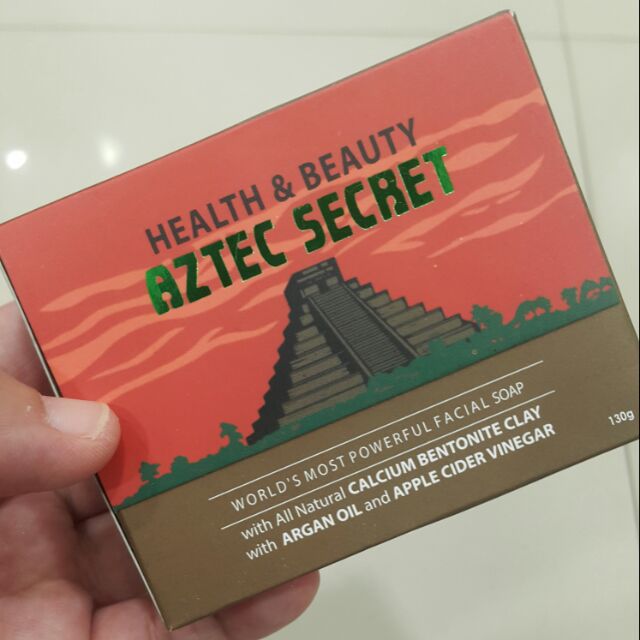 HEALTH & BEAUTY
AZTEC SECRET
WORLD'S MOST POWERFUL FACIAL SOAP
with All Natural CALCIUM BENTONITE CLAY
with ARGAN OIL and APPLE CIDER VINEGAR
130g